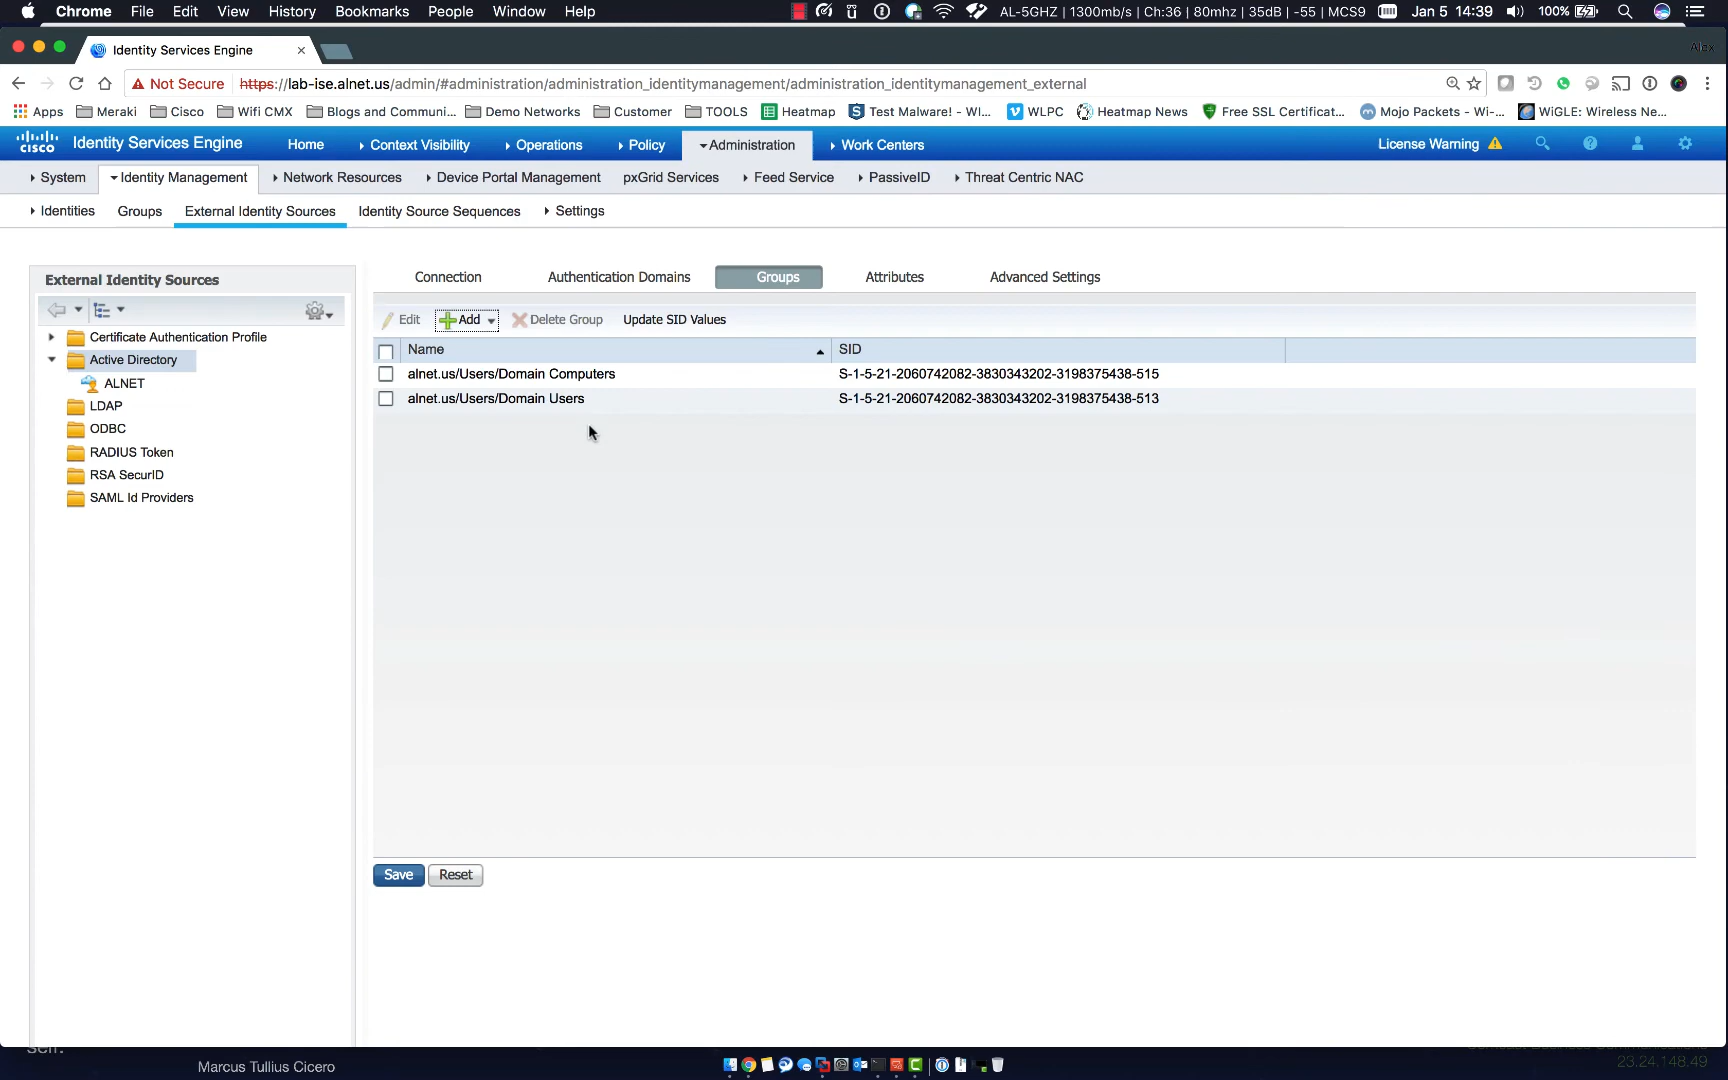 Chrome File Edit View History Bookmarks People Window Help AL-5GHZ | 1300mb/s | Ch:36 | 80mhz | 35dB | -55 | MCS9 Jan 5 14:39 100%
Identity Services Engine
Alex
Not Secure https://lab-ise.alnet.us/admin/#administration/administration_identitymanagement/administration_identitymanagement_external
Apps Meraki Cisco Wifi CMX Blogs and Communi... Demo Networks Customer TOOLS Heatmap Test Malware! - WI... WLPC Heatmap News Free SSL Certificat... Mojo Packets - Wi-... WiGLE: Wireless Ne...
cisco Identity Services Engine Home Context Visibility Operations Policy Administration Work Centers License Warning
System Identity Management Network Resources Device Portal Management pxGrid Services Feed Service PassiveID Threat Centric NAC
Identities Groups External Identity Sources Identity Source Sequences Settings
External Identity Sources
Certificate Authentication Profile
Active Directory
ALNET
LDAP
ODBC
RADIUS Token
RSA SecurID
SAML Id Providers
Connection Authentication Domains Groups Attributes Advanced Settings
Edit Add Delete Group Update SID Values
Name SID
alnet.us/Users/Domain Computers S-1-5-21-2060742082-3830343202-3198375438-515
alnet.us/Users/Domain Users S-1-5-21-2060742082-3830343202-3198375438-513
Save Reset
Marcus Tullius Cicero
23.24.148.49